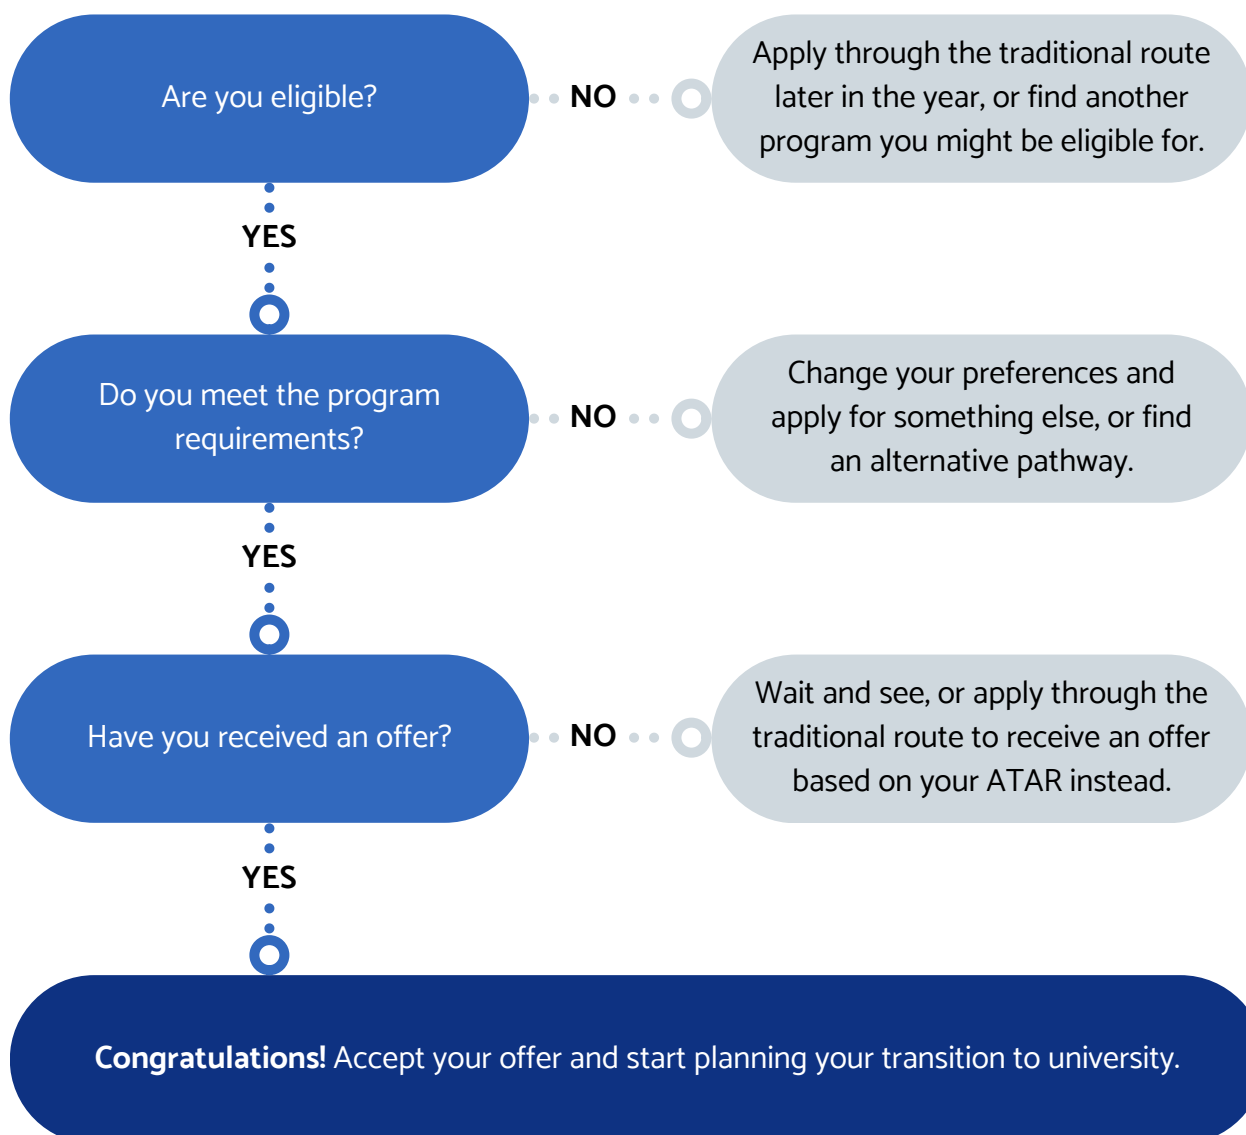 Are you eligible?
NO
Apply through the traditional route
later in the year, or find another
program you might be eligible for.
YES
Do you meet the program
requirements?
NO
Change your preferences and
apply for something else, or find
an alternative pathway.
YES
Have you received an offer?
NO
Wait and see, or apply through the
traditional route to receive an offer
based on your ATAR instead.
YES
Congratulations! Accept your offer and start planning your transition to university.